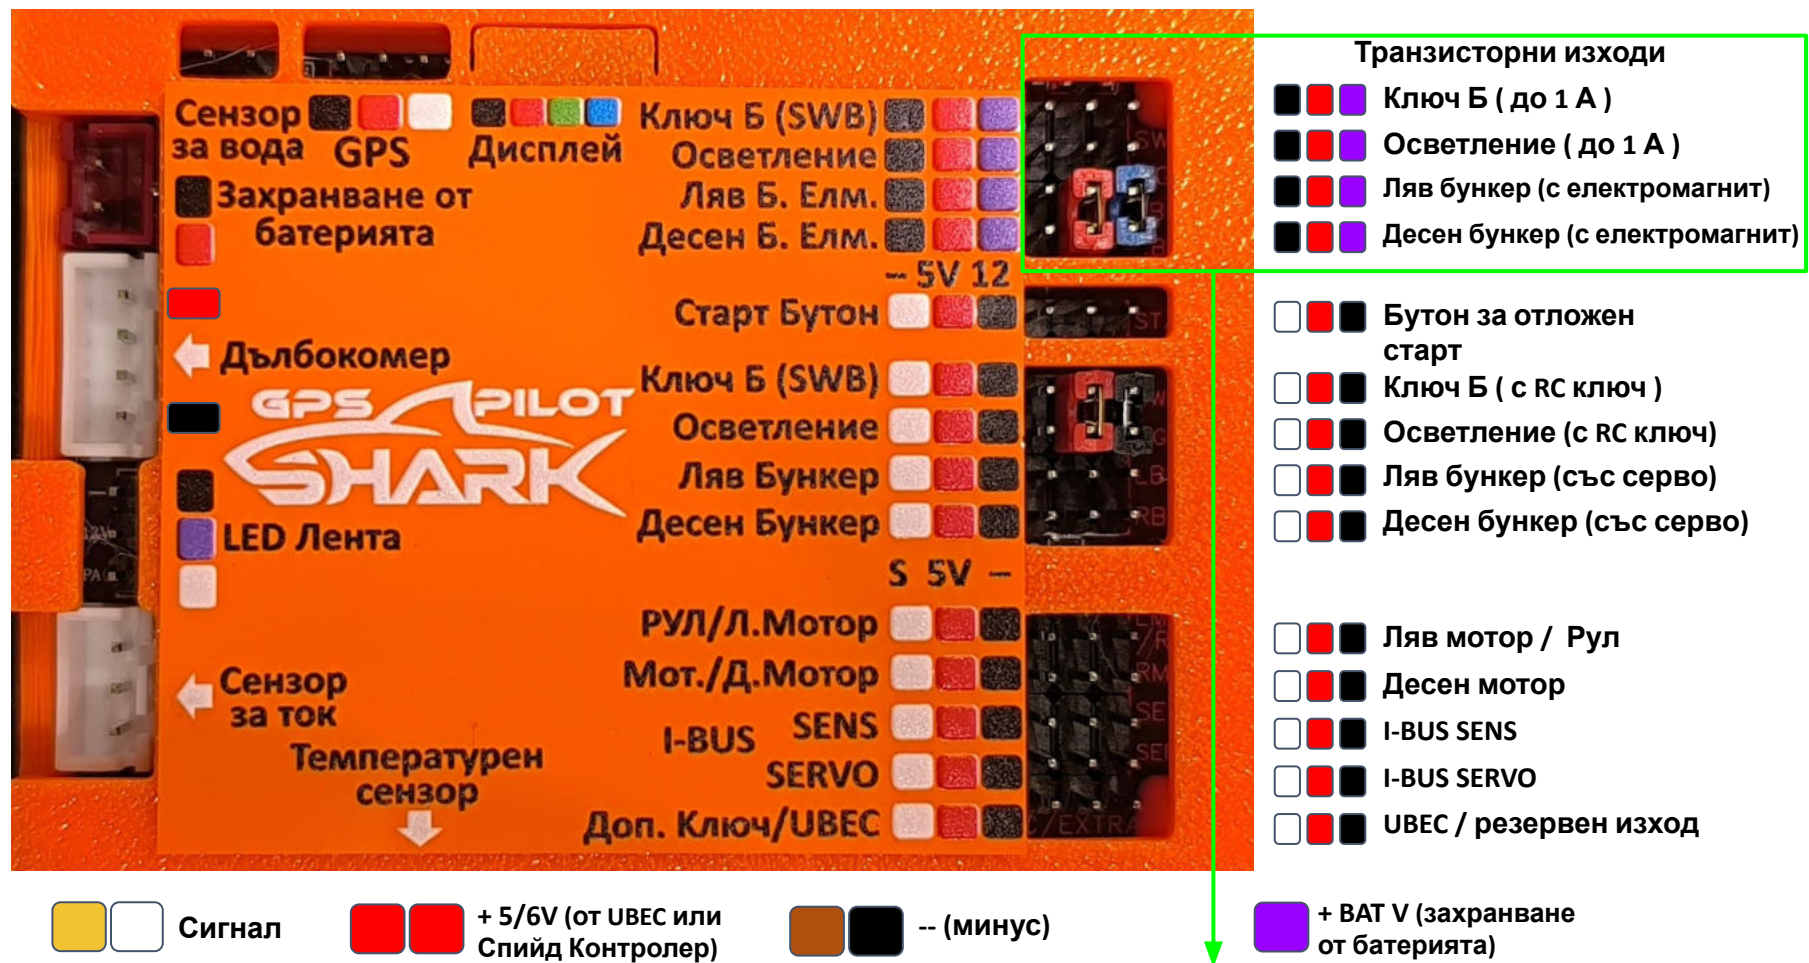 Сензор
за вода
GPS
Дисплей
Захранване от
батерията
Дълбокомер
GPS PILOT
SHARK
LED Лента
Сензор
за ток
Температурен
сензор
Ключ Б (SWB)
Осветление
Ляв Б. Елм.
Десен Б. Елм.
– 5V 12
Старт Бутон
Ключ Б (SWB)
Осветление
Ляв Бункер
Десен Бункер
S 5V –
РУЛ/Л.Мотор
Мот./Д.Мотор
I-BUS
SENS
SERVO
Доп. Ключ/UBEC
ST
RB
/EXTRA
Транзисторни изходи
Ключ Б ( до 1 А )
Осветление ( до 1 А )
Ляв бункер (с електромагнит)
Десен бункер (с електромагнит)
Бутон за отложен
старт
Ключ Б ( с RC ключ )
Осветление (с RC ключ)
Ляв бункер (със серво)
Десен бункер (със серво)
Ляв мотор / Рул
Десен мотор
I-BUS SENS
I-BUS SERVO
UBEC / резервен изход
Сигнал
+ 5/6V (от UBEC или
Спийд Контролер)
-- (минус)
+ BAT V (захранване
от батерията)